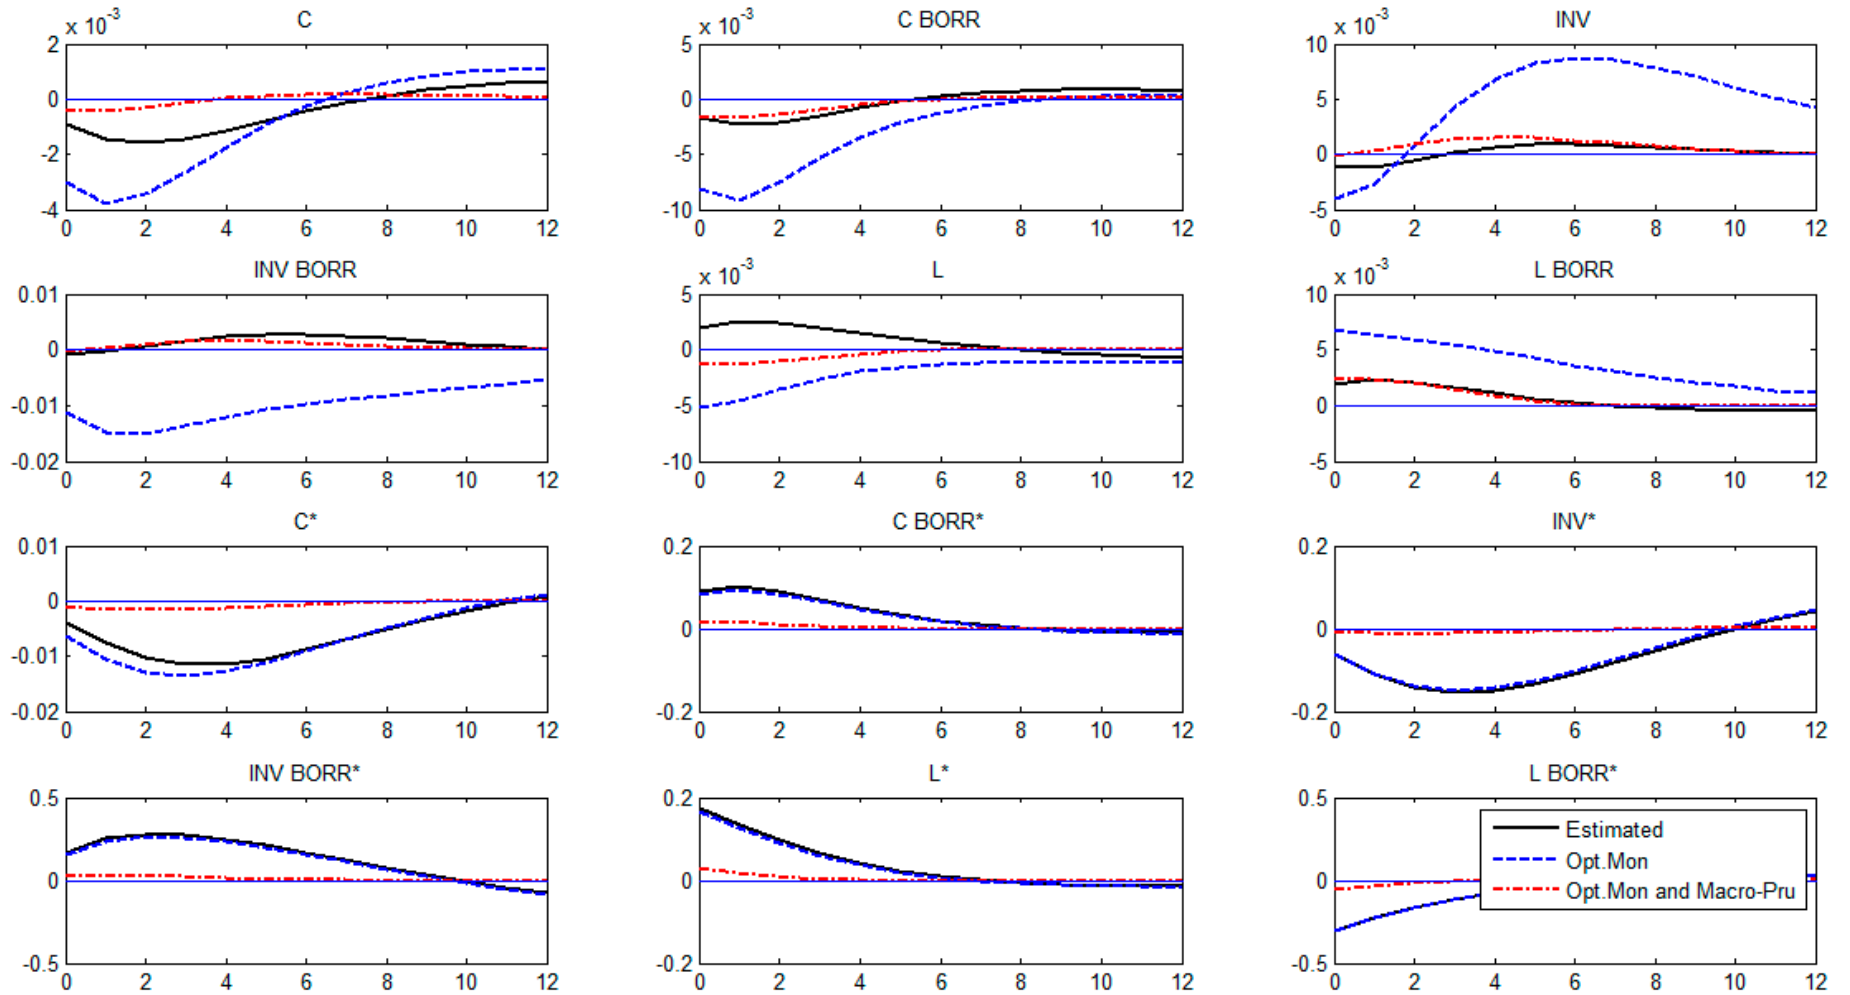 C
C BORR
INV
x 10⁻³
x 10⁻³
x 10⁻³
2
0
-2
-4
5
0
-5
-10
10
5
0
-5
0 2 4 6 8 10 12
0 2 4 6 8 10 12
0 2 4 6 8 10 12
INV BORR
L
L BORR
x 10⁻³
x 10⁻³
0.01
0
-0.01
-0.02
5
0
-5
-10
10
5
0
-5
0 2 4 6 8 10 12
0 2 4 6 8 10 12
0 2 4 6 8 10 12
C*
C BORR*
INV*
0.01
0
-0.01
-0.02
0.2
0
-0.2
0.2
0
-0.2
0 2 4 6 8 10 12
0 2 4 6 8 10 12
0 2 4 6 8 10 12
INV BORR*
L*
L BORR*
0.5
0
-0.5
0.2
0
-0.2
0.5
0
-0.5
Estimated
Opt.Mon
Opt.Mon and Macro-Pru
0 2 4 6 8 10 12
0 2 4 6 8 10 12
0 2 4 6 8 10 12